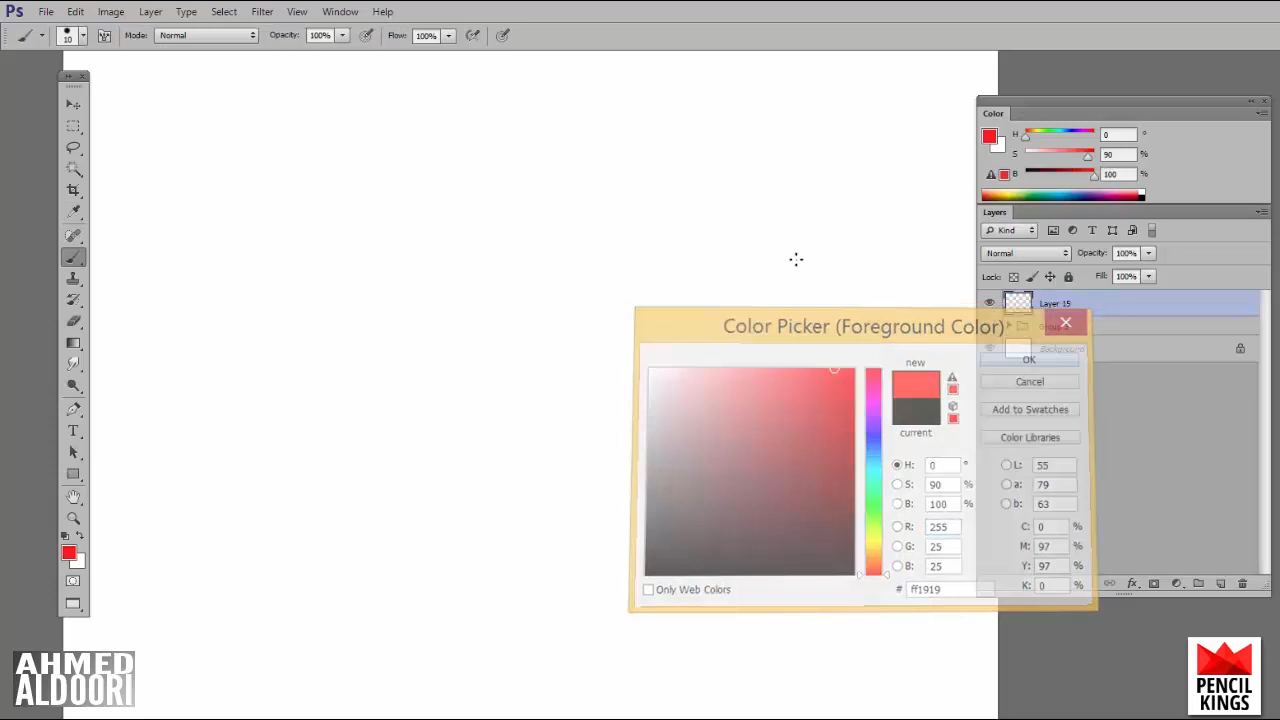 Ps File Edit Image Layer Type Select Filter View Window Help
10 Mode: Normal Opacity: 100% Flow: 100%
Color
H 0 °
S 90 %
B 100 %
Layers
Kind
Normal Opacity: 100%
Lock: Fill: 100%
Layer 15
Background
Color Picker (Foreground Color)
new
current
OK
Cancel
Add to Swatches
Color Libraries
H: 0 ° L: 55
S: 90 % a: 79
B: 100 % b: 63
R: 255 C: 0 %
G: 25 M: 97 %
B: 25 Y: 97 %
# ff1919 K: 0 %
Only Web Colors
T
fx
AHMED
ALDOORI
PENCIL
KINGS